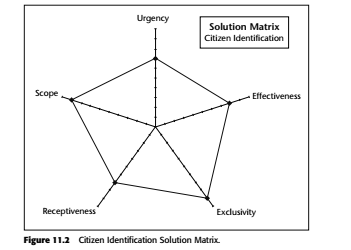 Urgency
Solution Matrix
Citizen Identification
Scope
Effectiveness
Receptiveness
Exclusivity
Figure 11.2 Citizen Identification Solution Matrix.